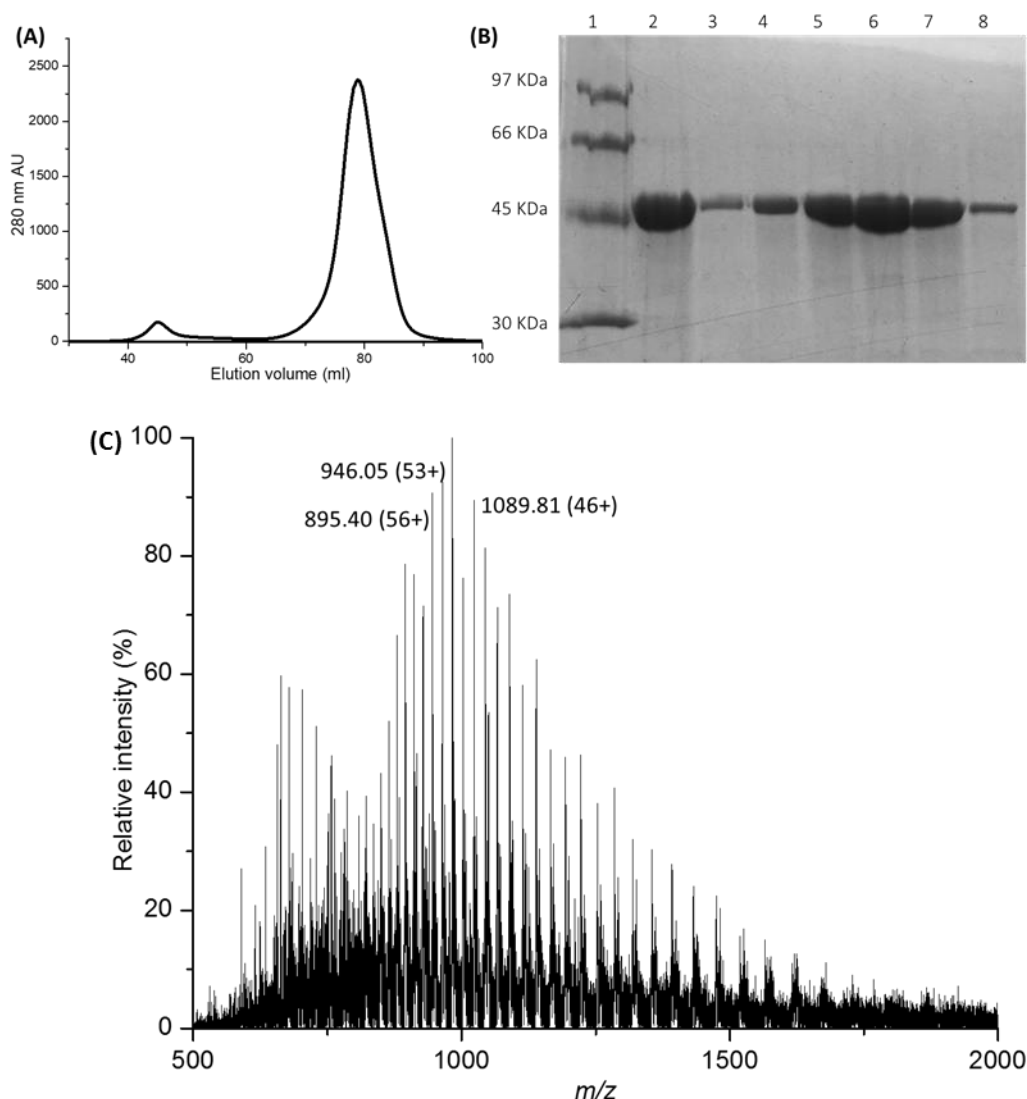 (A)
2500
2000
1500
1000
500
0
280 nm AU
40 60 80 100
Elution volume (ml)
(B)
1 2 3 4 5 6 7 8
97 KDa
66 KDa
45 KDa
30 KDa
(C)
100
80
60
40
20
0
Relative intensity (%)
946.05 (53+)
895.40 (56+)
1089.81 (46+)
500 1000 1500 2000
m/z